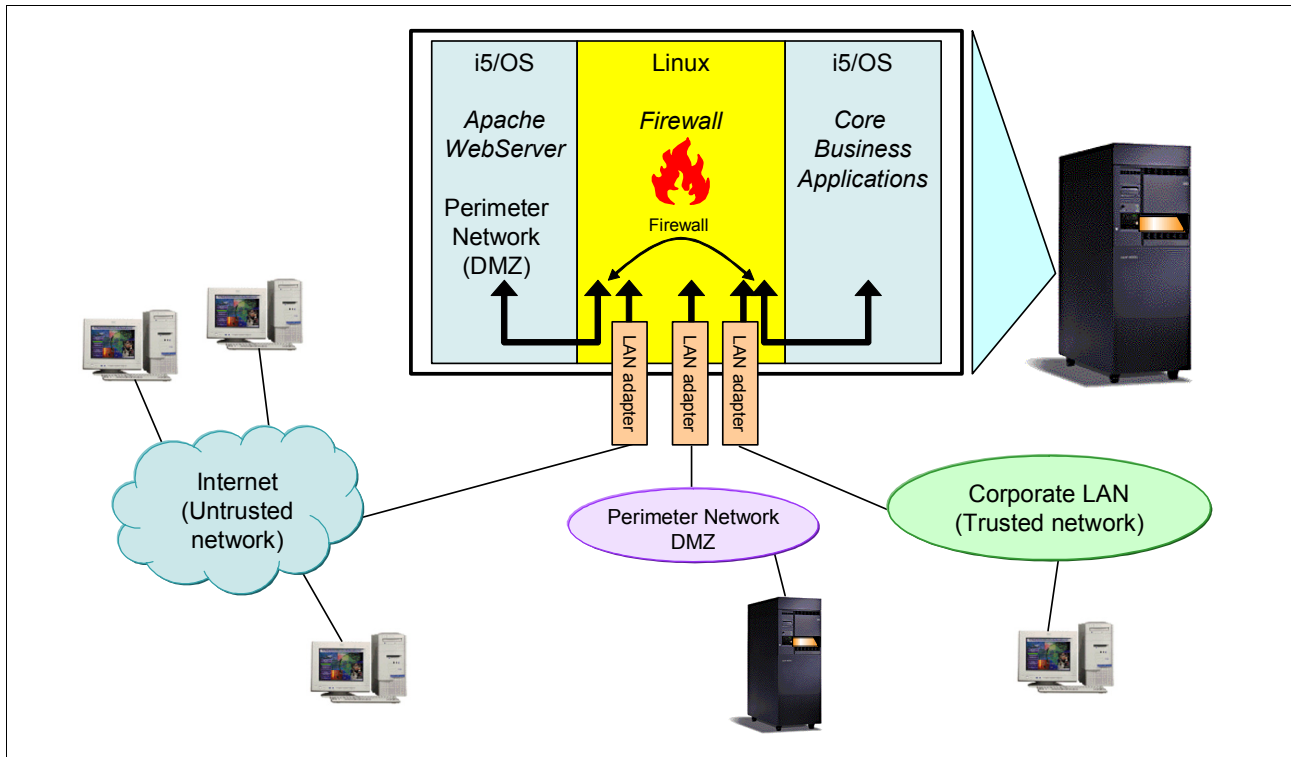 i5/OS
Apache
WebServer
Perimeter
Network
(DMZ)
Linux
Firewall
Firewall
i5/OS
Core
Business
Applications
LAN adapter
LAN adapter
LAN adapter
Internet
(Untrusted
network)
Perimeter Network
DMZ
Corporate LAN
(Trusted network)